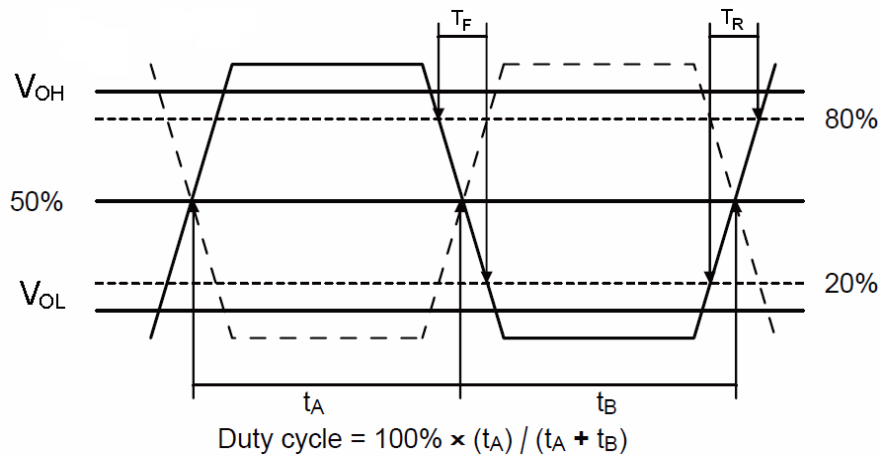 T_F
T_R
V_OH
80%
50%
V_OL
20%
t_A
t_B
Duty cycle = 100% × (t_A) / (t_A + t_B)